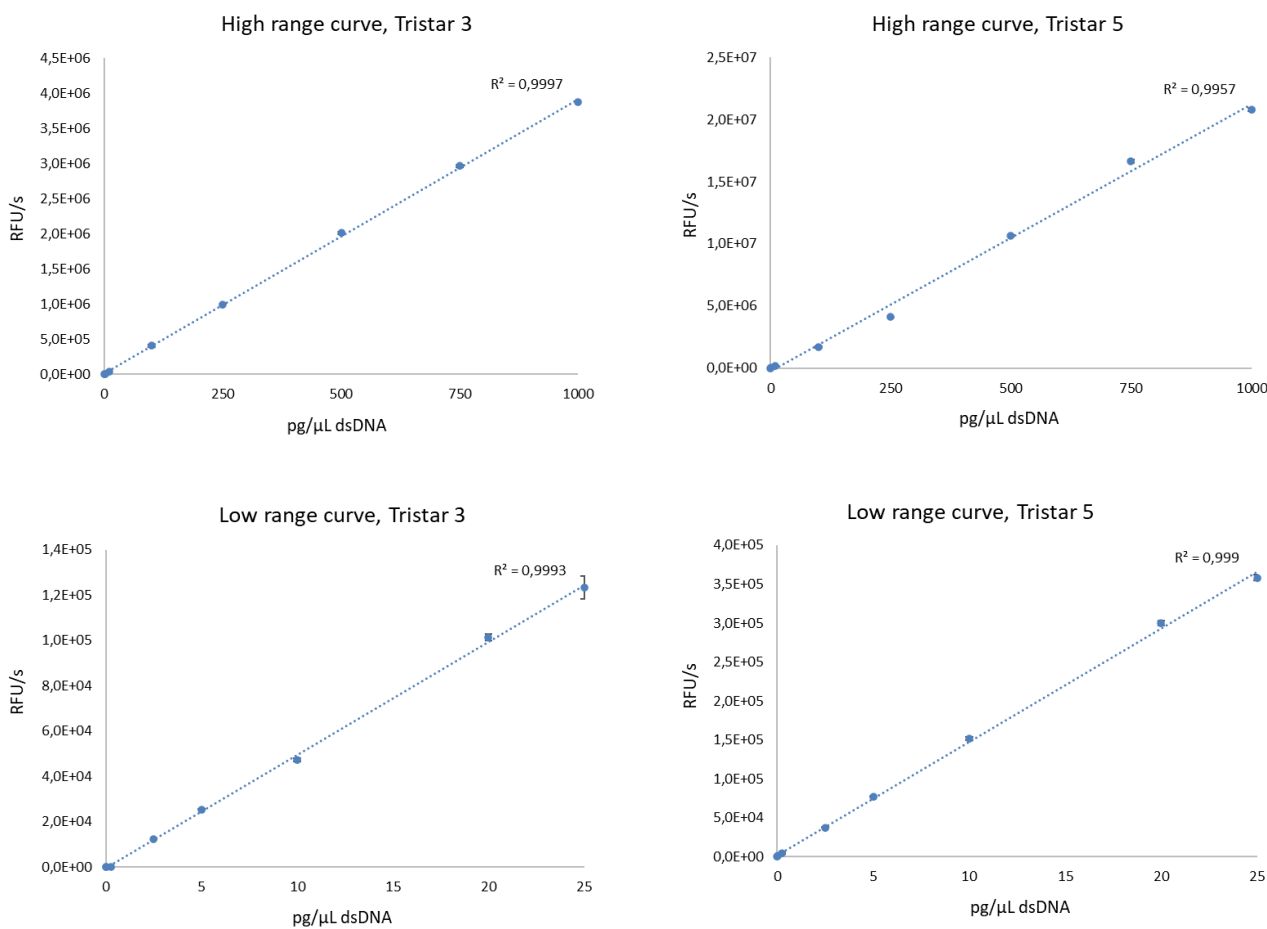 High range curve, Tristar 3
4,5E+06
4,0E+06
3,5E+06
3,0E+06
2,5E+06
2,0E+06
1,5E+06
1,0E+06
5,0E+05
0,0E+00
RFU/s
R² = 0,9997
0 250 500 750 1000
pg/µL dsDNA
High range curve, Tristar 5
2,5E+07
2,0E+07
1,5E+07
1,0E+07
5,0E+06
0,0E+00
RFU/s
R² = 0,9957
0 250 500 750 1000
pg/µL dsDNA
Low range curve, Tristar 3
1,4E+05
1,2E+05
1,0E+05
8,0E+04
6,0E+04
4,0E+04
2,0E+04
0,0E+00
RFU/s
R² = 0,9993
0 5 10 15 20 25
pg/µL dsDNA
Low range curve, Tristar 5
4,0E+05
3,5E+05
3,0E+05
2,5E+05
2,0E+05
1,5E+05
1,0E+05
5,0E+04
0,0E+00
RFU/s
R² = 0,999
0 5 10 15 20 25
pg/µL dsDNA